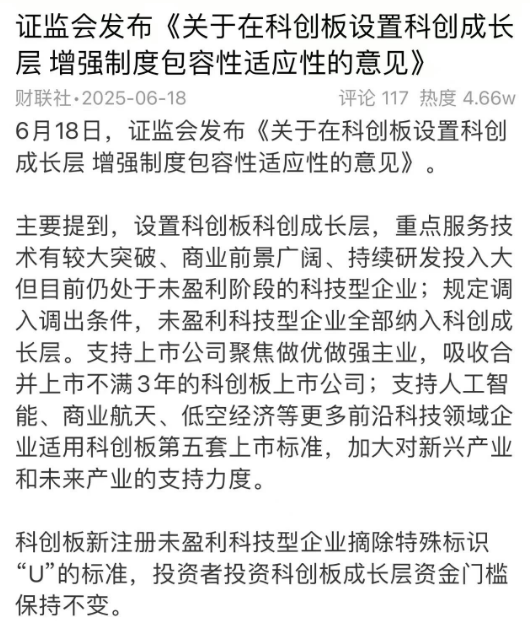 证监会发布《关于在科创板设置科创成长
层 增强制度包容性适应性的意见》
财联社·2025-06-18 评论 117 热度 4.66w
6月18日，证监会发布《关于在科创板设置科创
成长层 增强制度包容性适应性的意见》。
主要提到，设置科创板科创成长层，重点服务技
术有较大突破、商业前景广阔、持续研发投入大
但目前仍处于未盈利阶段的科技型企业；规定调
入调出条件，未盈利科技型企业全部纳入科创成
长层。支持上市公司聚焦做优做强主业，吸收合
并上市不满3年的科创板上市公司；支持人工智
能、商业航天、低空经济等更多前沿科技领域企
业适用科创板第五套上市标准，加大对新兴产业
和未来产业的支持力度。
科创板新注册未盈利科技型企业摘除特殊标识
“U”的标准，投资者投资科创板成长层资金门槛
保持不变。